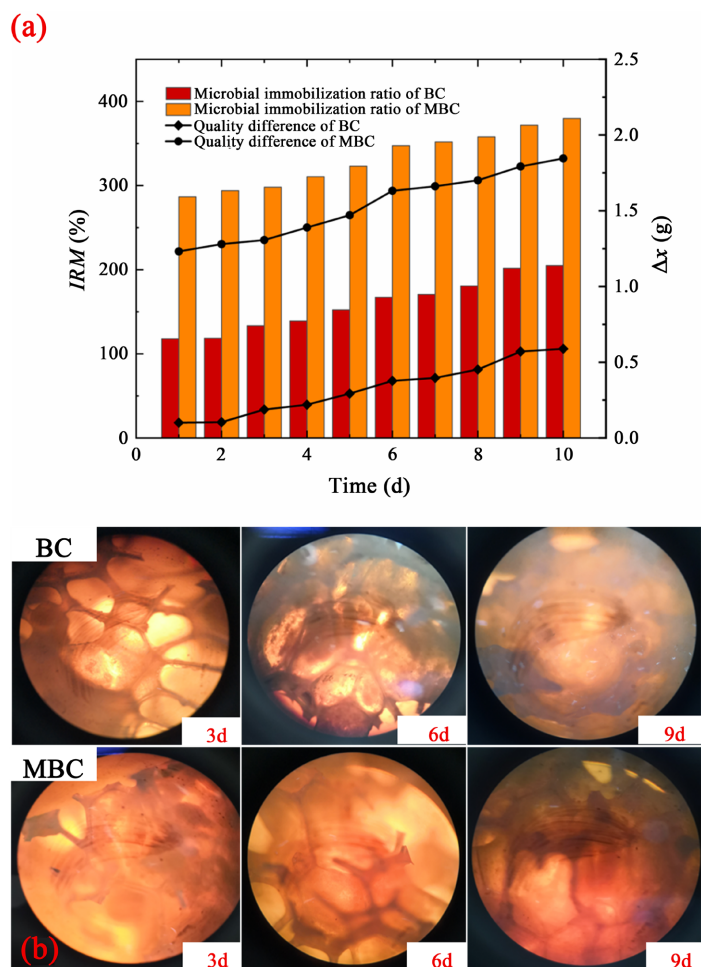 (a)
400
300
200
100
0
IRM (%)
Microbial immobilization ratio of BC
Microbial immobilization ratio of MBC
Quality difference of BC
Quality difference of MBC
2.5
2.0
1.5
1.0
0.5
0.0
Δx (g)
0 2 4 6 8 10
Time (d)
BC
3d 6d 9d
MBC
(b)
3d 6d 9d